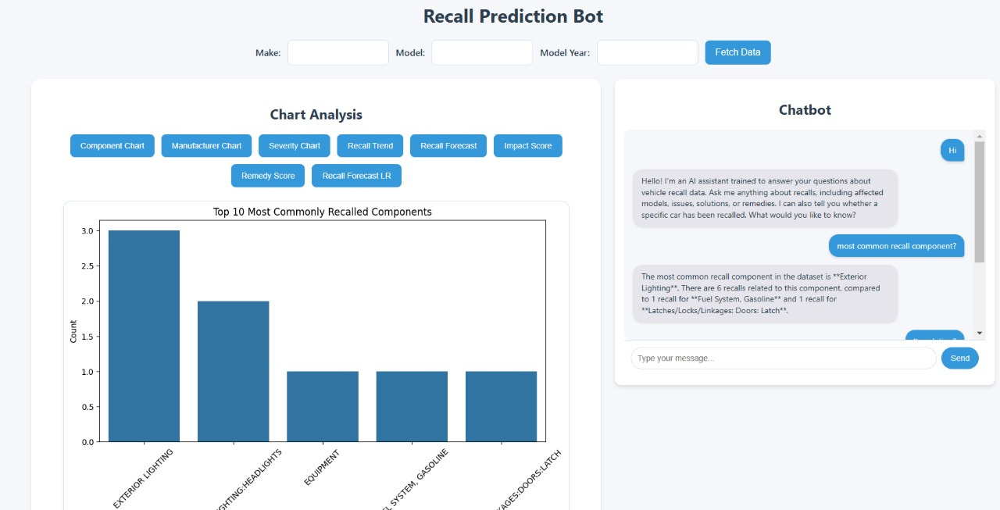 Recall Prediction Bot
Make: Model: Model Year: Fetch Data
Chart Analysis
Component Chart Manufacturer Chart Severity Chart Recall Trend Recall Forecast Impact Score
Remedy Score Recall Forecast LR
Top 10 Most Commonly Recalled Components
3.0
2.5
2.0
1.5
1.0
0.5
0.0
Count
EXTERIOR LIGHTING
GHTING:HEADLIGHTS
EQUIPMENT
EL SYSTEM, GASOLINE
KAGES:DOORS:LATCH
Chatbot
Hi
Hello! I'm an AI assistant trained to answer your questions about
vehicle recall data. Ask me anything about recalls, including affected
models, issues, solutions, or remedies. I can also tell you whether a
specific car has been recalled. What would you like to know?
most common recall component?
The most common recall component in the dataset is **Exterior
Lighting**. There are 6 recalls related to this component, compared
to 1 recall for **Fuel System, Gasoline** and 1 recall for
**Latches/Locks/Linkages: Doors: Latch**.
Type your message...
Send